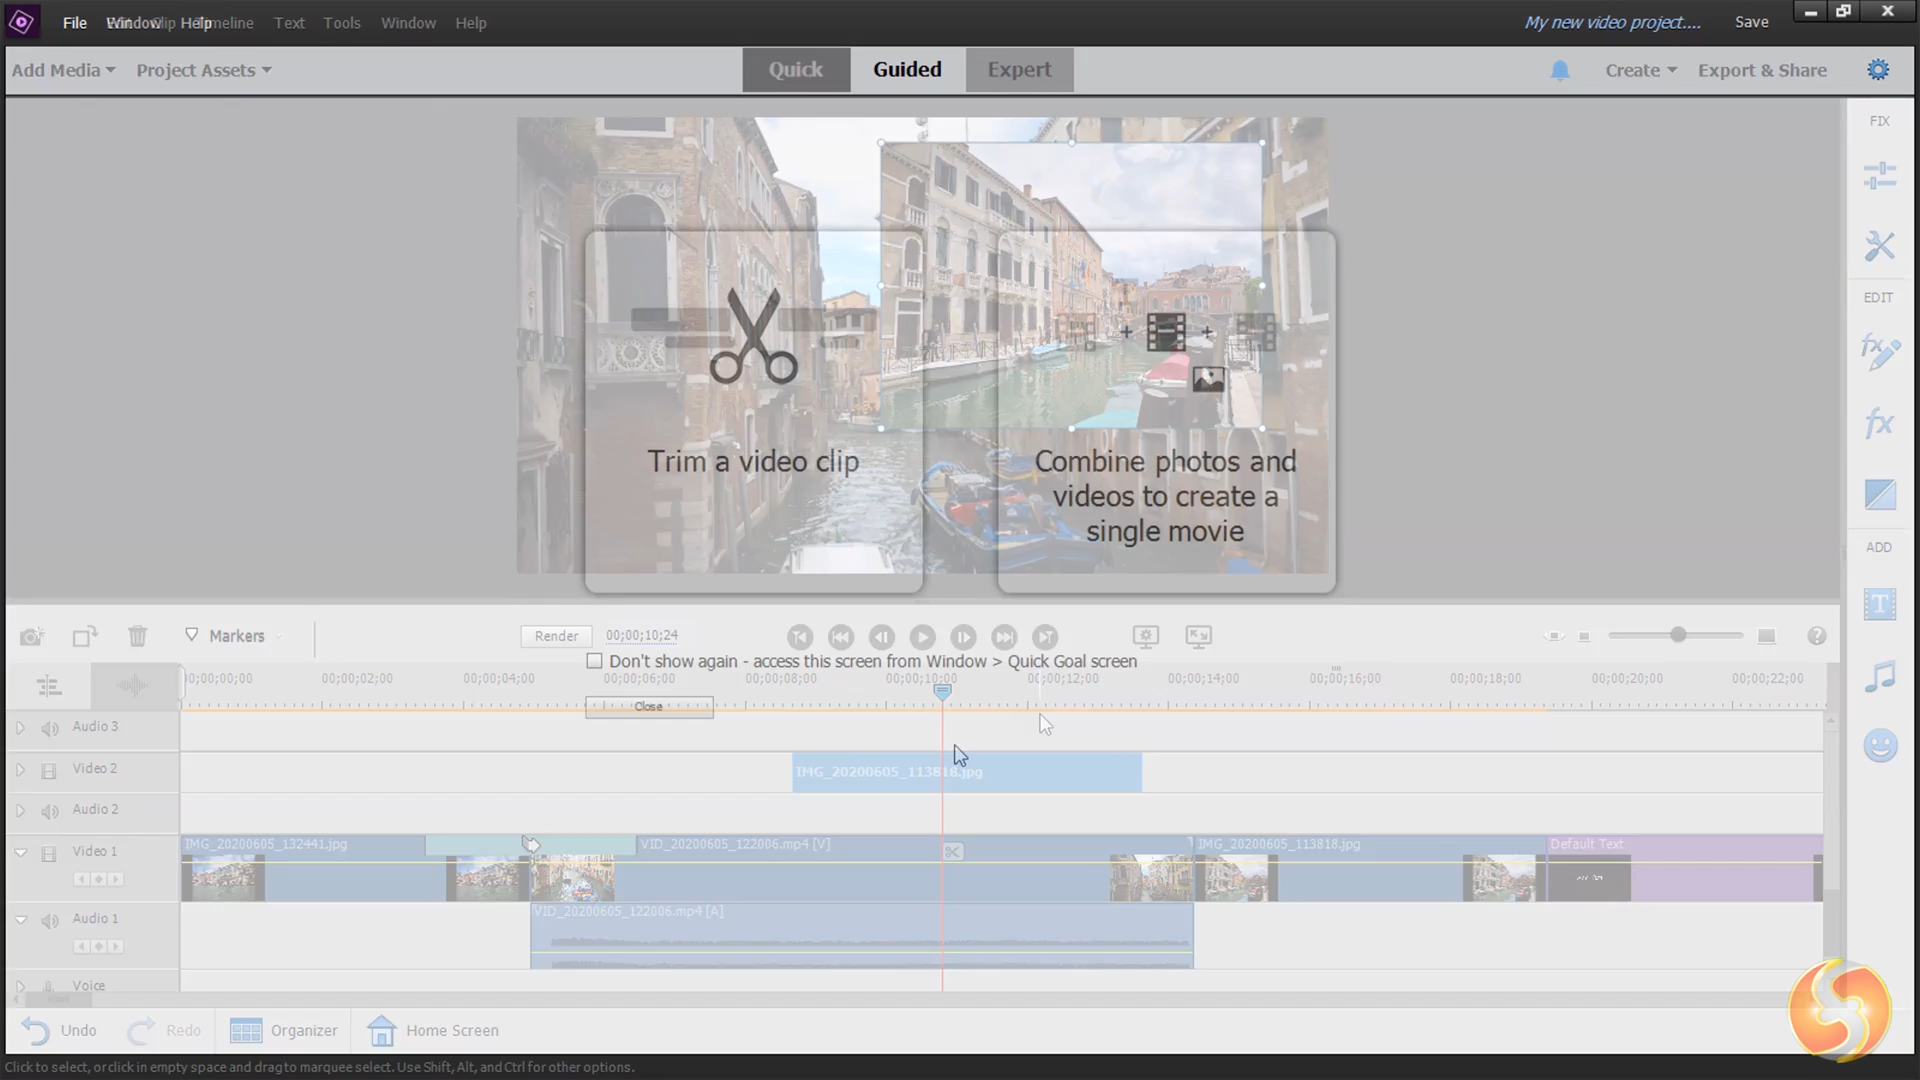 File Edit Clip Timeline Text Tools Window Help
Window Help
My new video project.... Save
Add Media Project Assets Quick Guided Expert Create Export & Share
FIX
EDIT
fx
ADD
T
Trim a video clip
Combine photos and
videos to create a
single movie
Markers Render 00;00;10;24
Don't show again - access this screen from Window > Quick Goal screen
00;00;00;00 00;00;02;00 00;00;04;00 00;00;06;00 00;00;08;00 00;00;10;00 00;00;12;00 00;00;14;00 00;00;16;00 00;00;18;00 00;00;20;00 00;00;22;00
Close
Audio 3
Video 2
IMG_20200605_113818.jpg
Audio 2
Video 1
IMG_20200605_132441.jpg VID_20200605_122006.mp4 [V] IMG_20200605_113818.jpg Default Text
Audio 1
VID_20200605_122006.mp4 [A]
Voice
Undo Redo Organizer Home Screen
Click to select, or click in empty space and drag to marquee select. Use Shift, Alt, and Ctrl for other options.